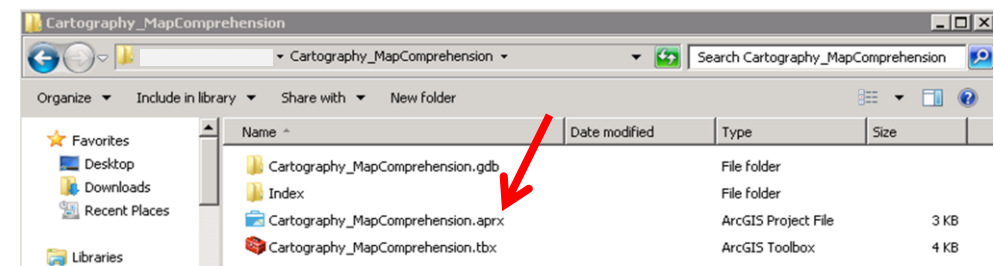 Cartography_MapComprehension
Cartography_MapComprehension Search Cartography_MapComprehension
Organize Include in library Share with New folder
Favorites Name Date modified Type Size
Desktop Cartography_MapComprehension.gdb File folder
Downloads Index File folder
Recent Places Cartography_MapComprehension.aprx ArcGIS Project File 3 KB
Libraries Cartography_MapComprehension.tbx ArcGIS Toolbox 4 KB